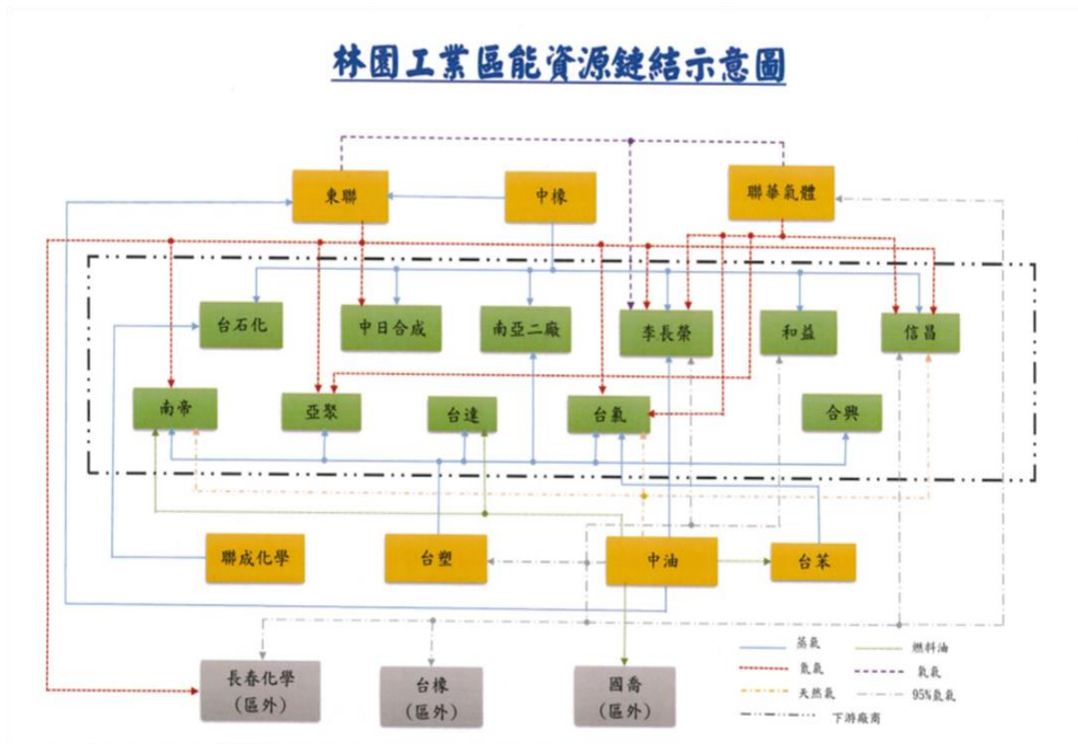 林園工業區能資源鏈結示意圖
東聯
中橡
聯華氣體
台石化
中日合成
南亞二廠
李長榮
和益
信昌
南帝
亞聚
台達
台氣
合興
聯成化學
台塑
中油
台苯
長春化學
(區外)
台橡
(區外)
國喬
(區外)
蒸氣
燃料油
氮氣
氧氣
天然氣
95%氫氣
下游廠商